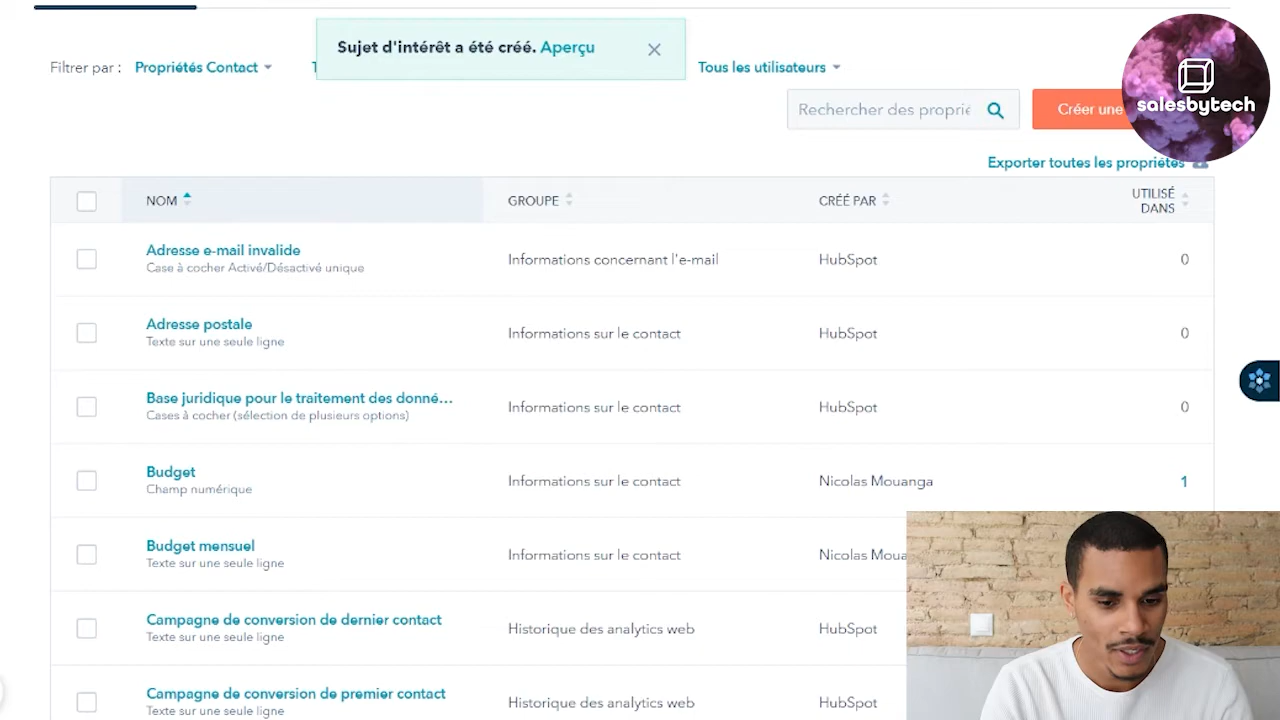 Sujet d'intérêt a été créé. Aperçu
Filtrer par : Propriétés Contact
Tous les utilisateurs
Rechercher des proprié
Créer une
salesbytech
Exporter toutes les propriétés
NOM GROUPE CRÉÉ PAR UTILISÉ DANS
Adresse e-mail invalide
Case à cocher Activé/Désactivé unique
Informations concernant l'e-mail
HubSpot
0
Adresse postale
Texte sur une seule ligne
Informations sur le contact
HubSpot
0
Base juridique pour le traitement des donné...
Cases à cocher (sélection de plusieurs options)
Informations sur le contact
HubSpot
0
Budget
Champ numérique
Informations sur le contact
Nicolas Mouanga
1
Budget mensuel
Texte sur une seule ligne
Informations sur le contact
Nicolas Moua
Campagne de conversion de dernier contact
Texte sur une seule ligne
Historique des analytics web
HubSpot
Campagne de conversion de premier contact
Texte sur une seule ligne
Historique des analytics web
HubSpot